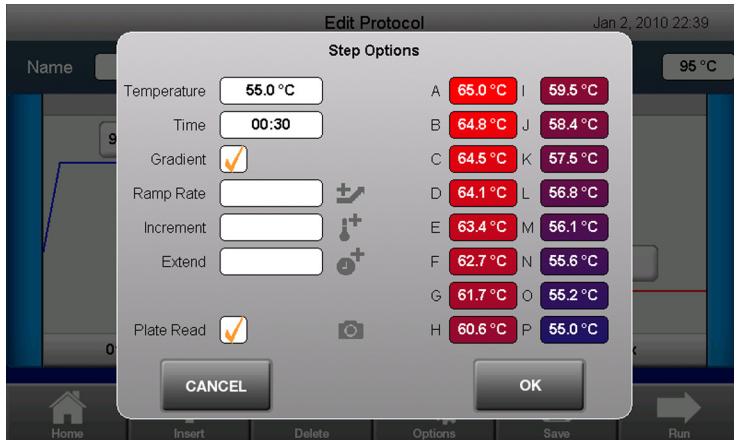 Edit Protocol
Jan 2, 2010 22:39
Name
95 °C
Step Options
Temperature 55.0 °C
Time 00:30
Gradient
Ramp Rate
Increment
Extend
Plate Read
A 65.0 °C I 59.5 °C
B 64.8 °C J 58.4 °C
C 64.5 °C K 57.5 °C
D 64.1 °C L 56.8 °C
E 63.4 °C M 56.1 °C
F 62.7 °C N 55.6 °C
G 61.7 °C O 55.2 °C
H 60.6 °C P 55.0 °C
9
0
x
CANCEL
OK
Home
Insert
Delete
Options
Save
Run